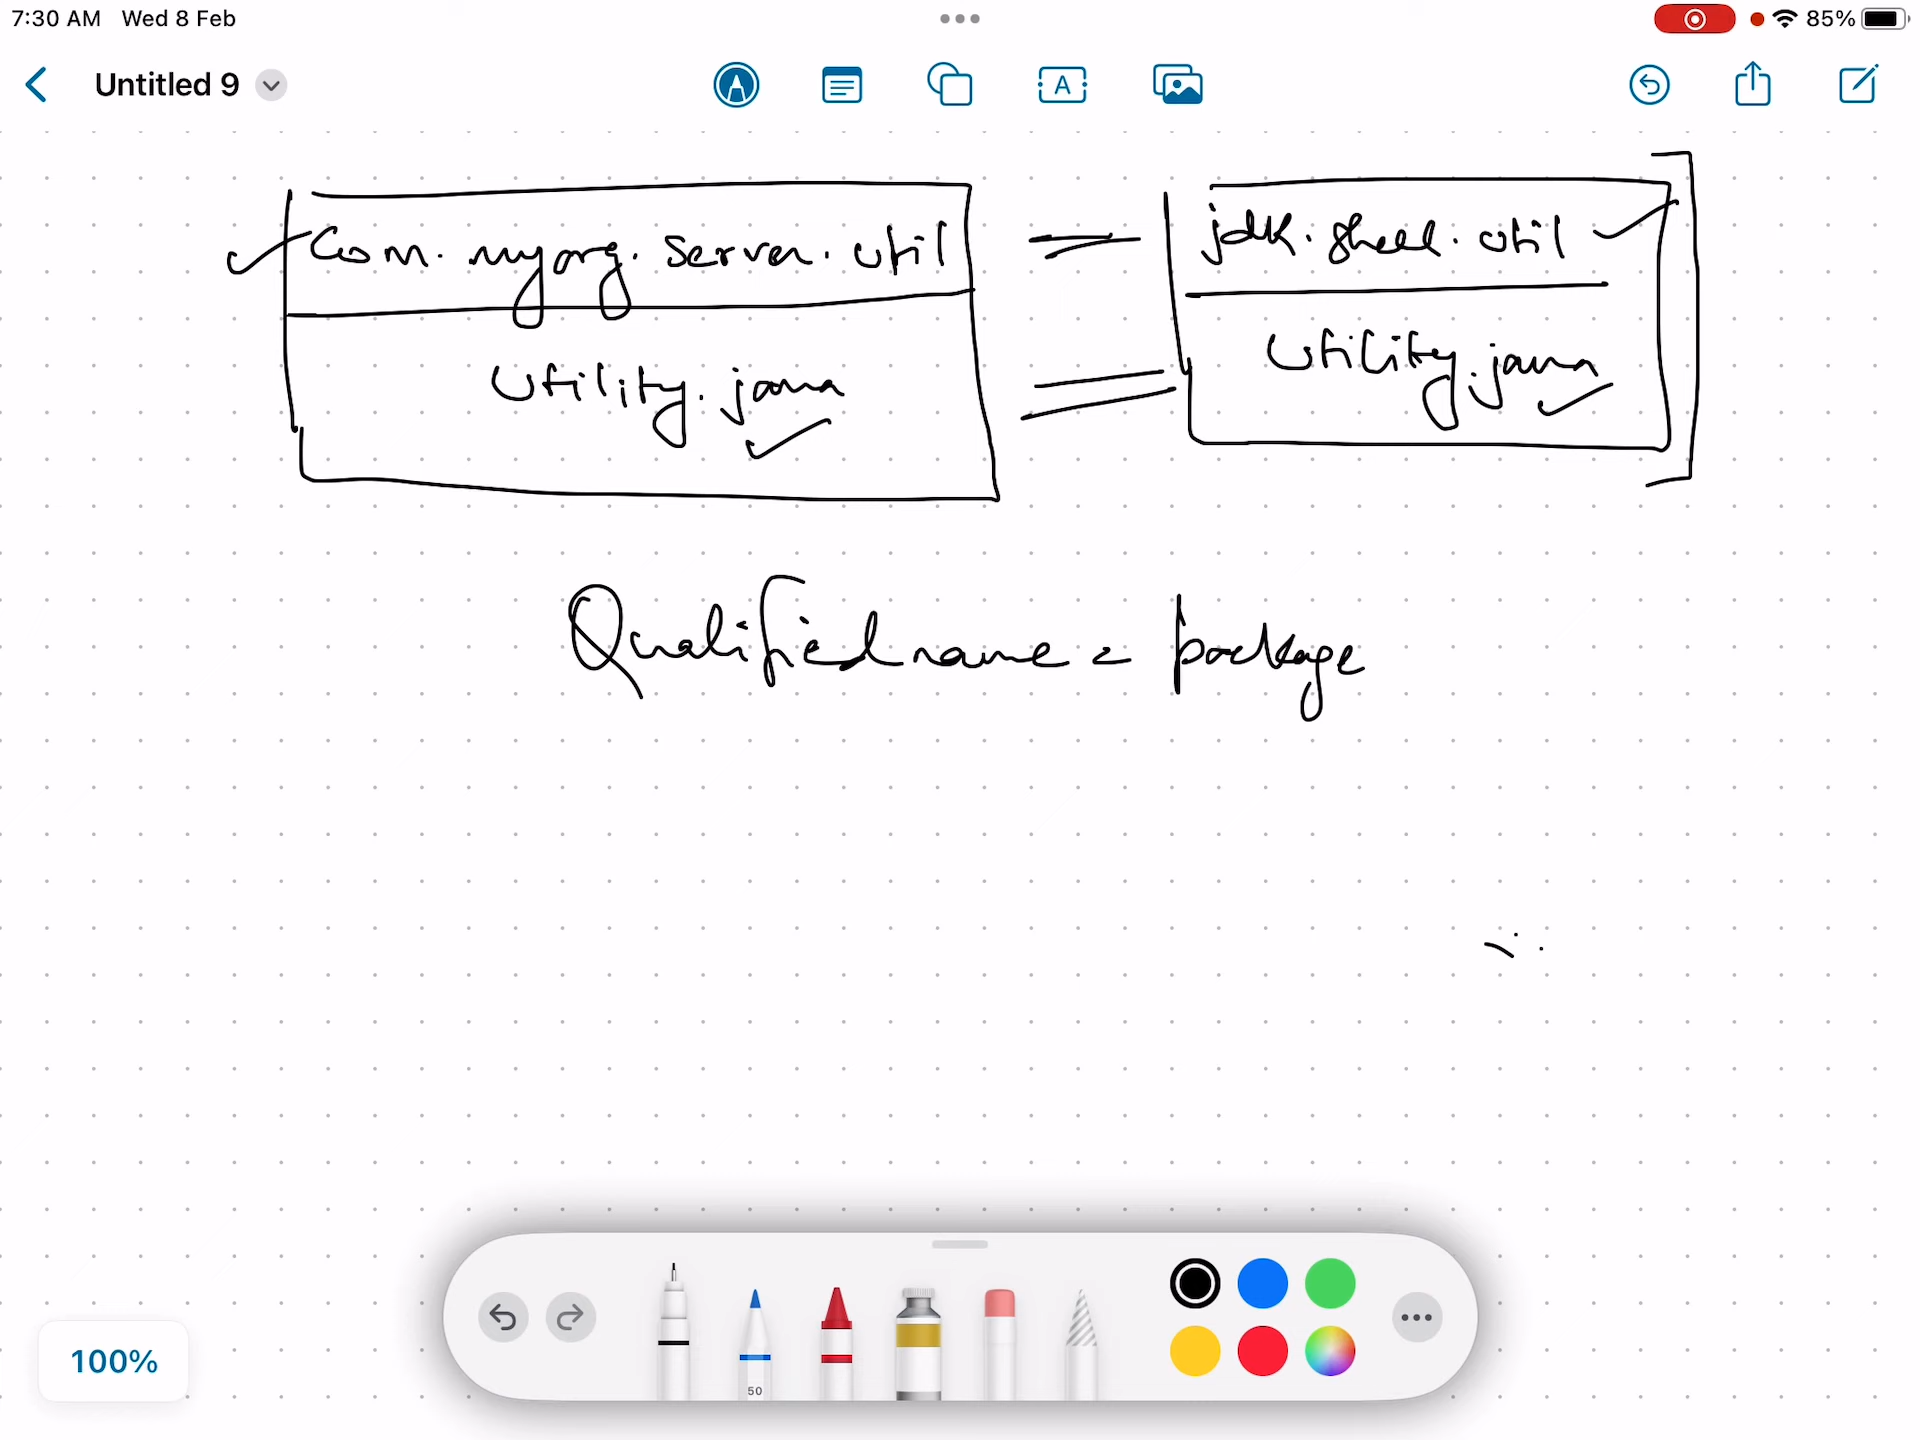 7:30 AM Wed 8 Feb
85%
Untitled 9
A
com. myorg. server. util
jdk. shell. util
Utility. java
Utility. java
Qualified name = package
50
100%